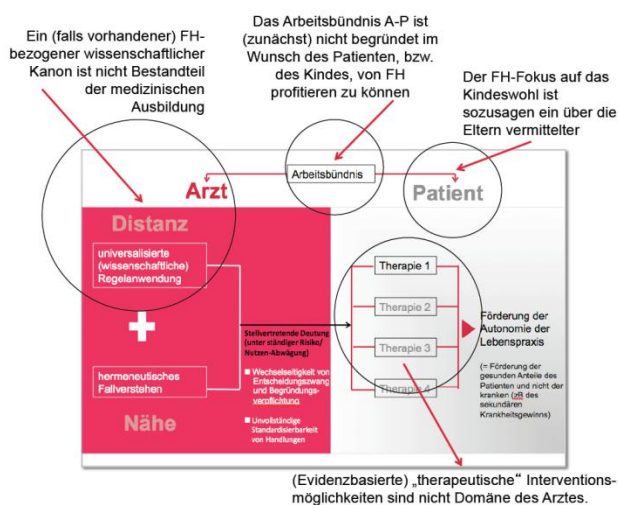 Ein (falls vorhandener) FH-
bezogener wissenschaftlicher
Kanon ist nicht Bestandteil
der medizinischen
Ausbildung
Das Arbeitsbündnis A-P ist
(zunächst) nicht begründet im
Wunsch des Patienten, bzw.
des Kindes, von FH
profitieren zu können
Der FH-Fokus auf das
Kindeswohl ist
sozusagen ein über die
Eltern vermittelter
Arbeitsbündnis
Arzt
Patient
Distanz
universalisierte
(wissenschaftliche)
Regelanwendung
hermeneutisches
Fallverstehen
Nähe
Stellvertretende Deutung
(unter ständiger Risiko/
Nutzen-Abwägung)
Wechselseitigkeit von
Entscheidungszwang
und Begründungs-
verpflichtung
Unvollständige
Standardisierbarkeit
von Handlungen
Therapie 1
Therapie 2
Therapie 3
Therapie 4
Förderung der
Autonomie der
Lebenspraxis
(= Förderung der
gesunden Anteile des
Patienten und nicht der
kranken (zB des
sekundären
Krankheitsgewinns)
(Evidenzbasierte) „therapeutische“ Interventions-
möglichkeiten sind nicht Domäne des Arztes.